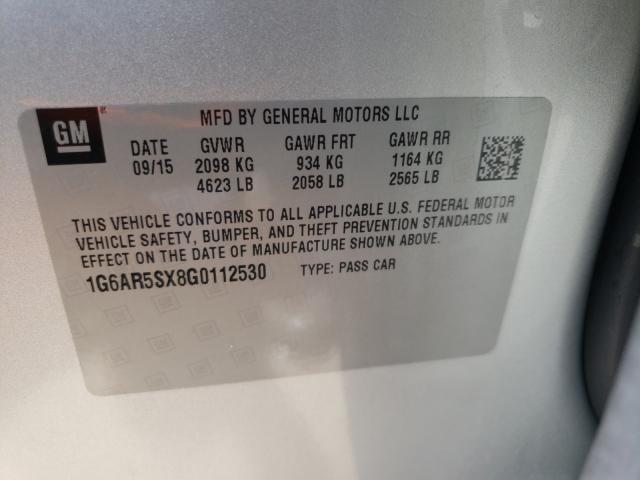 GM
MFD BY GENERAL MOTORS LLC
DATE GVWR GAWR FRT GAWR RR
09/15 2098 KG 934 KG 1164 KG
4623 LB 2058 LB 2565 LB
THIS VEHICLE CONFORMS TO ALL APPLICABLE U.S. FEDERAL MOTOR
VEHICLE SAFETY, BUMPER, AND THEFT PREVENTION STANDARDS IN
EFFECT ON THE DATE OF MANUFACTURE SHOWN ABOVE.
1G6AR5SX8G0112530 TYPE: PASS CAR